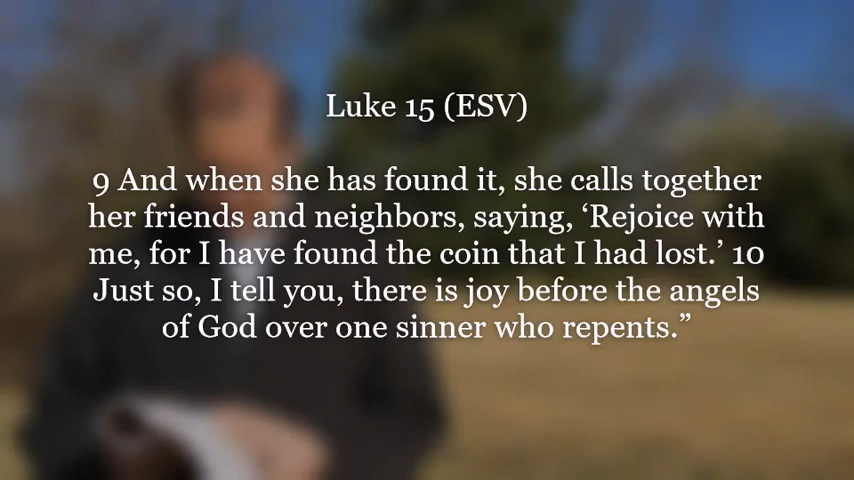 Luke 15 (ESV)
9 And when she has found it, she calls together
her friends and neighbors, saying, ‘Rejoice with
me, for I have found the coin that I had lost.’ 10
Just so, I tell you, there is joy before the angels
of God over one sinner who repents.”